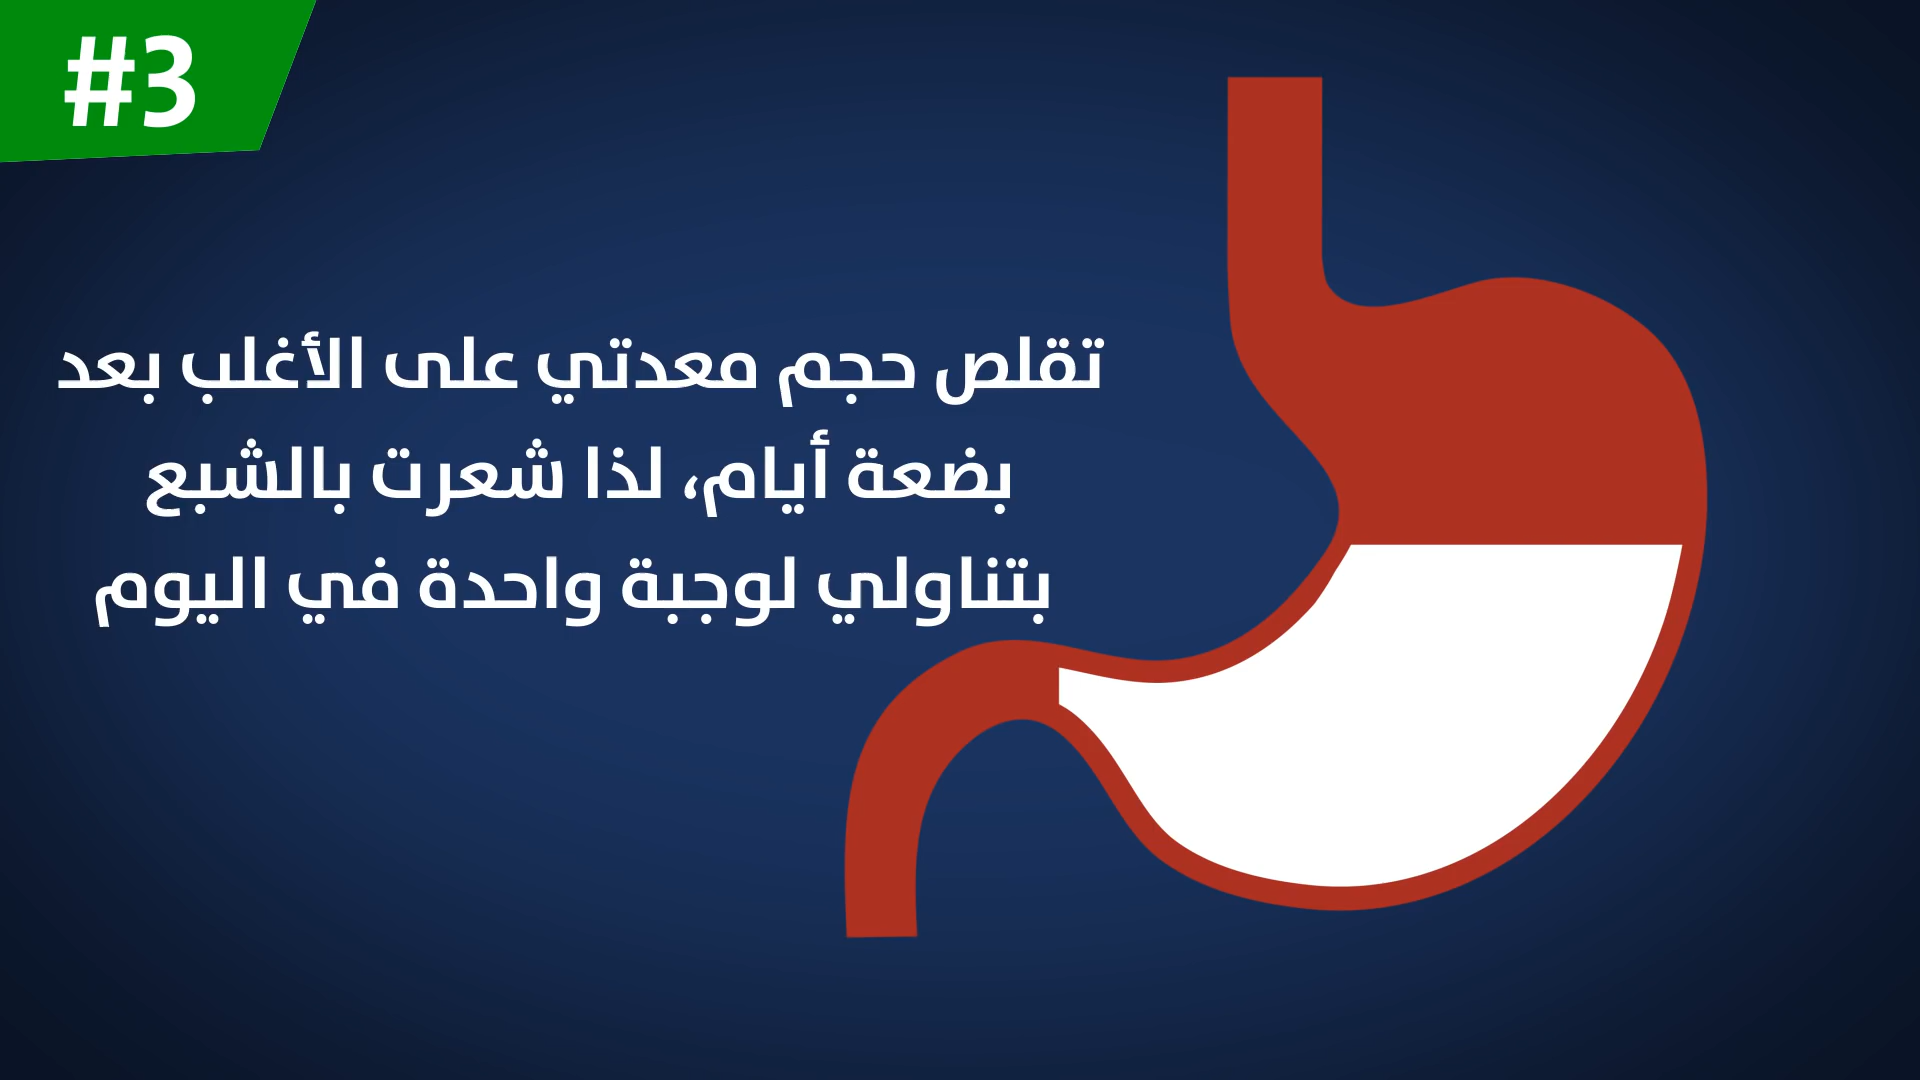 #3
تقلص حجم معدتي على الأغلب بعد
بضعة أيام، لذا شعرت بالشبع
بتناولي لوجبة واحدة في اليوم